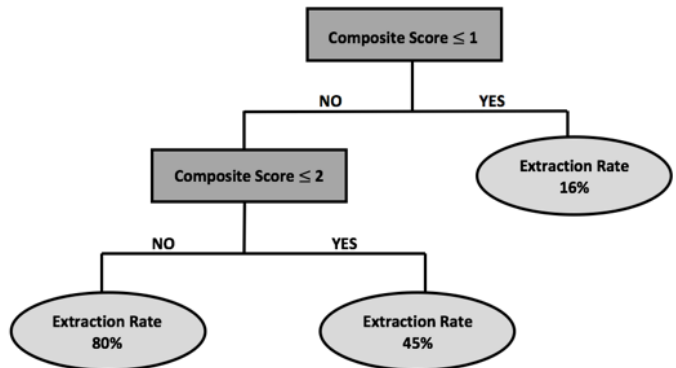 Composite Score ≤ 1
NO
YES
Composite Score ≤ 2
Extraction Rate
16%
NO
YES
Extraction Rate
80%
Extraction Rate
45%